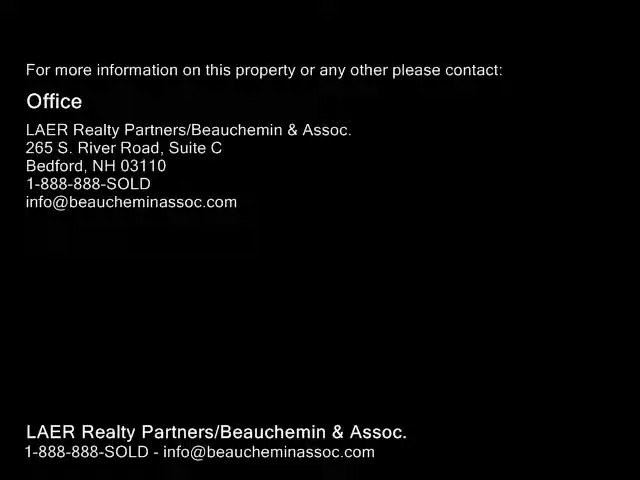 For more information on this property or any other please contact:
Office
LAER Realty Partners/Beauchemin & Assoc.
265 S. River Road, Suite C
Bedford, NH 03110
1-888-888-SOLD
info@beaucheminassoc.com
LAER Realty Partners/Beauchemin & Assoc.
1-888-888-SOLD - info@beaucheminassoc.com